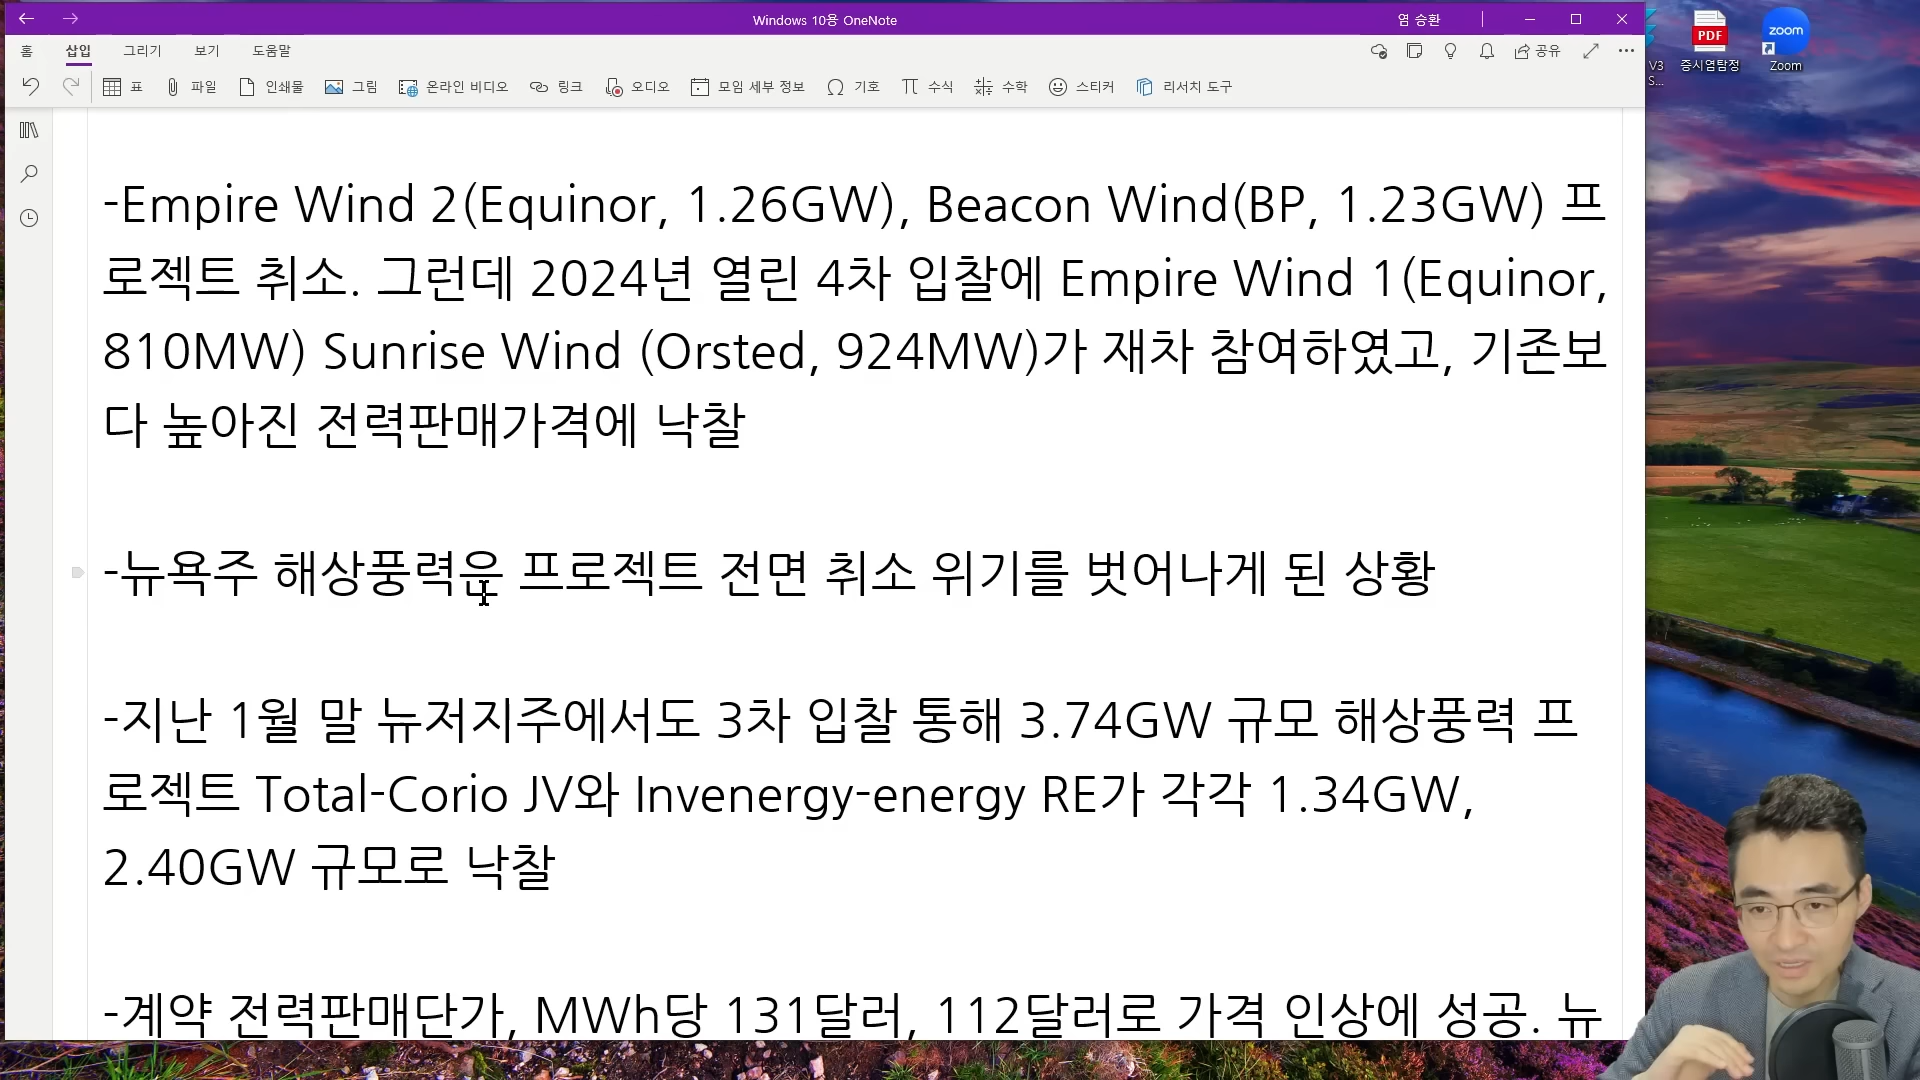 Windows 10용 OneNote
염 승환
홈 삽입 그리기 보기 도움말
공유
표 파일 인쇄물 그림 온라인 비디오 링크 오디오 모임 세부 정보 기호 수식 수학 스티커 리서치 도구
V3
S...
PDF
증시염탐정
zoom
Zoom
-Empire Wind 2(Equinor, 1.26GW), Beacon Wind(BP, 1.23GW) 프
로젝트 취소. 그런데 2024년 열린 4차 입찰에 Empire Wind 1(Equinor,
810MW) Sunrise Wind (Orsted, 924MW)가 재차 참여하였고, 기존보
다 높아진 전력판매가격에 낙찰
-뉴욕주 해상풍력은 프로젝트 전면 취소 위기를 벗어나게 된 상황
-지난 1월 말 뉴저지주에서도 3차 입찰 통해 3.74GW 규모 해상풍력 프
로젝트 Total-Corio JV와 Invenergy-energy RE가 각각 1.34GW,
2.40GW 규모로 낙찰
-계약 전력판매단가, MWh당 131달러, 112달러로 가격 인상에 성공. 뉴